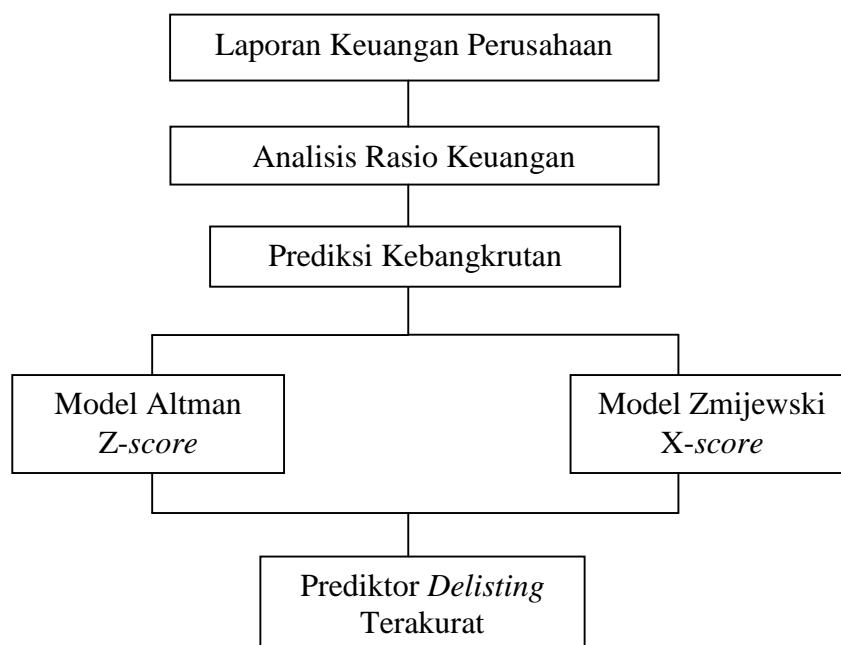 Laporan Keuangan Perusahaan
Analisis Rasio Keuangan
Prediksi Kebangkrutan
Model Altman
Z-score
Model Zmijewski
X-score
Prediktor Delisting
Terakurat